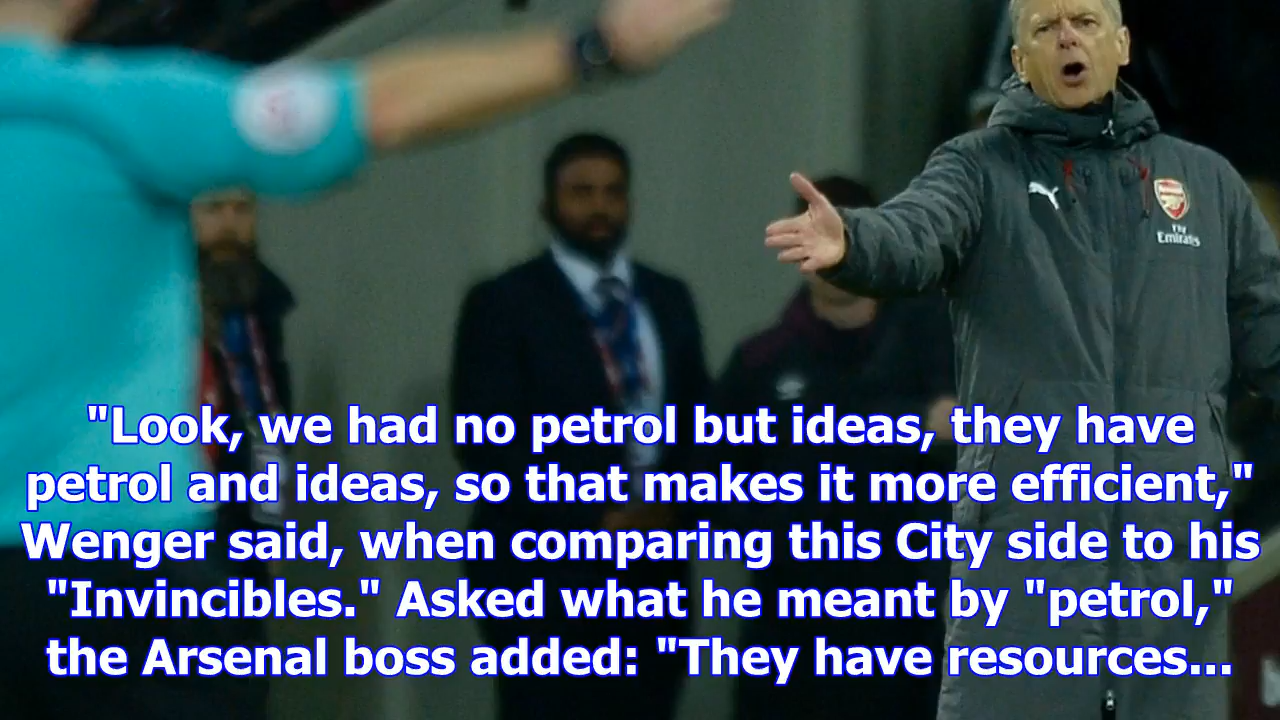 Fly
Emirates
"Look, we had no petrol but ideas, they have
petrol and ideas, so that makes it more efficient,"
Wenger said, when comparing this City side to his
"Invincibles." Asked what he meant by "petrol,"
the Arsenal boss added: "They have resources...